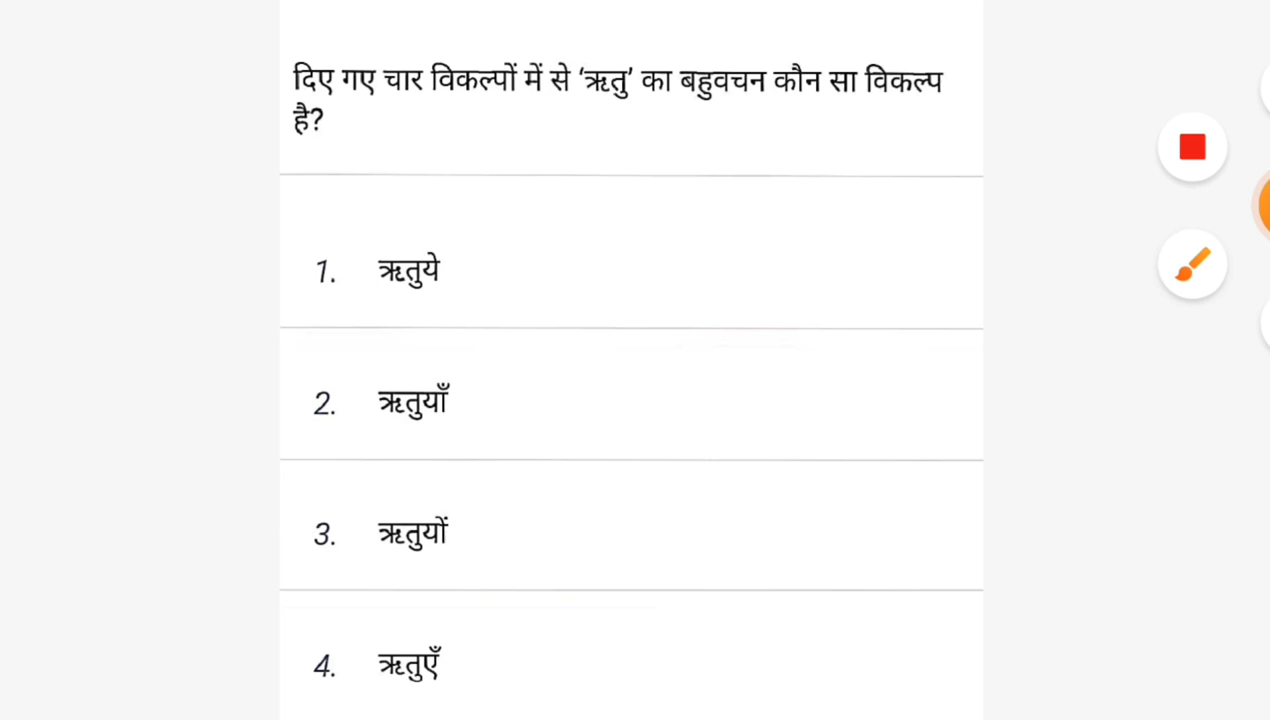 दिए गए चार विकल्पों में से ‘ऋतु’ का बहुवचन कौन सा विकल्प
है?
1. ऋतुये
2. ऋतुयाँ
3. ऋतुयों
4. ऋतुएँ